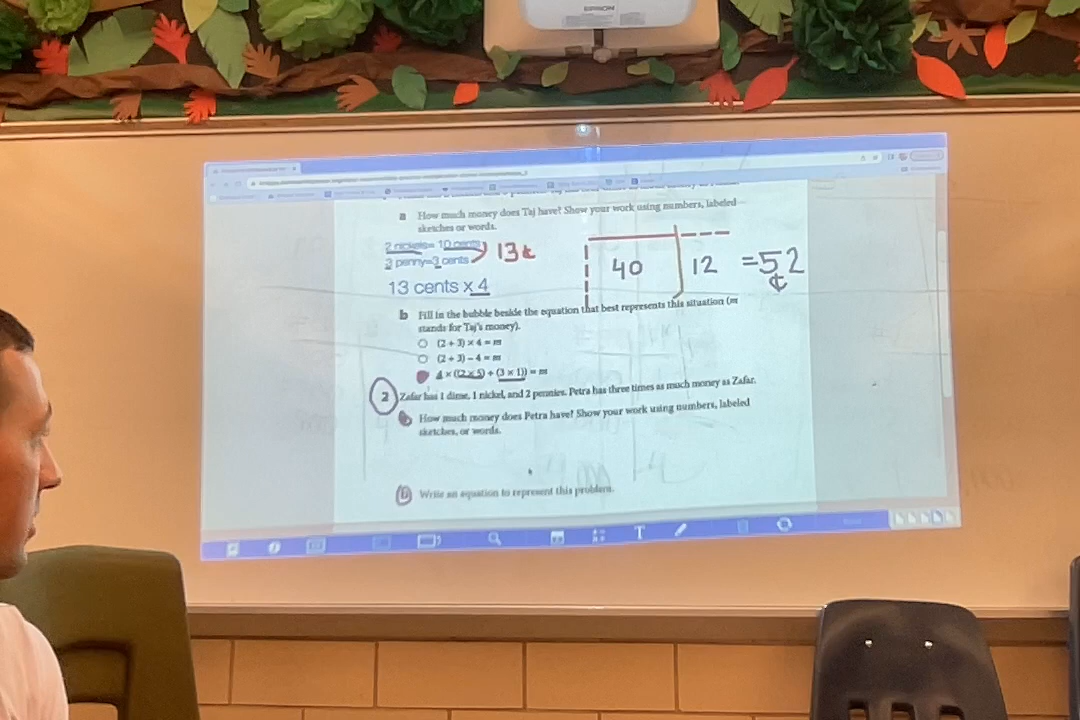 EPSON
a How much money does Taj have? Show your work using numbers, labeled
sketches or words.
2 nickels= 10 cents
3 penny=3 cents
13¢
13 cents x 4
40 12 =52
¢
b Fill in the bubble beside the equation that best represents this situation (m
stands for Taj's money).
(2 + 3) × 4 = m
(2 + 3) − 4 = m
4 × ((2 × 5) + (3 × 1)) = m
2 Zafar has 1 dime, 1 nickel, and 2 pennies. Petra has three times as much money as Zafar.
How much money does Petra have? Show your work using numbers, labeled
sketches, or words.
b Write an equation to represent this problem.
T